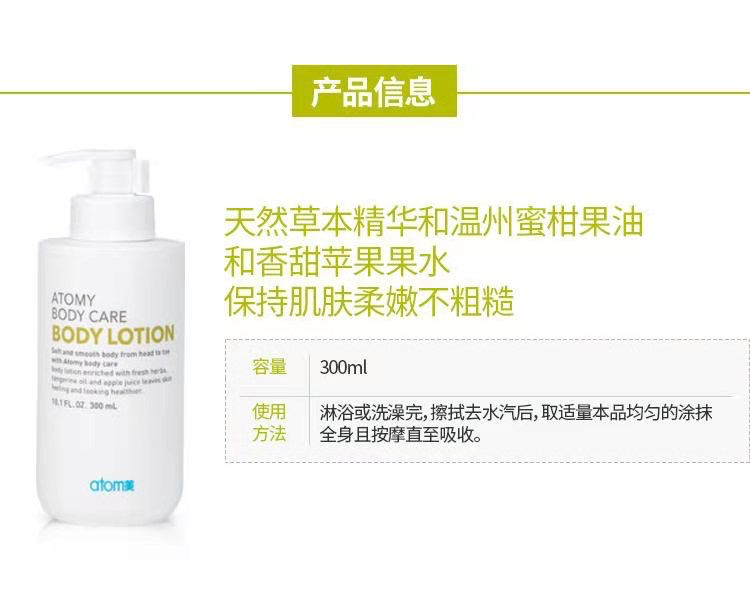 产品信息
天然草本精华和温州蜜柑果油
和香甜苹果果水
保持肌肤柔嫩不粗糙
ATOMY
BODY CARE
BODY LOTION
Soft and smooth body from head to toe
with Atomy body care
body lotion enriched with fresh herbs,
tangerine oil and apple juice leaves skin
feeling and looking healthier.
10.1 FL. OZ. 300 mL
atom美
容量 300ml
使用方法 淋浴或洗澡完,擦拭去水汽后,取适量本品均匀的涂抹
全身且按摩直至吸收。